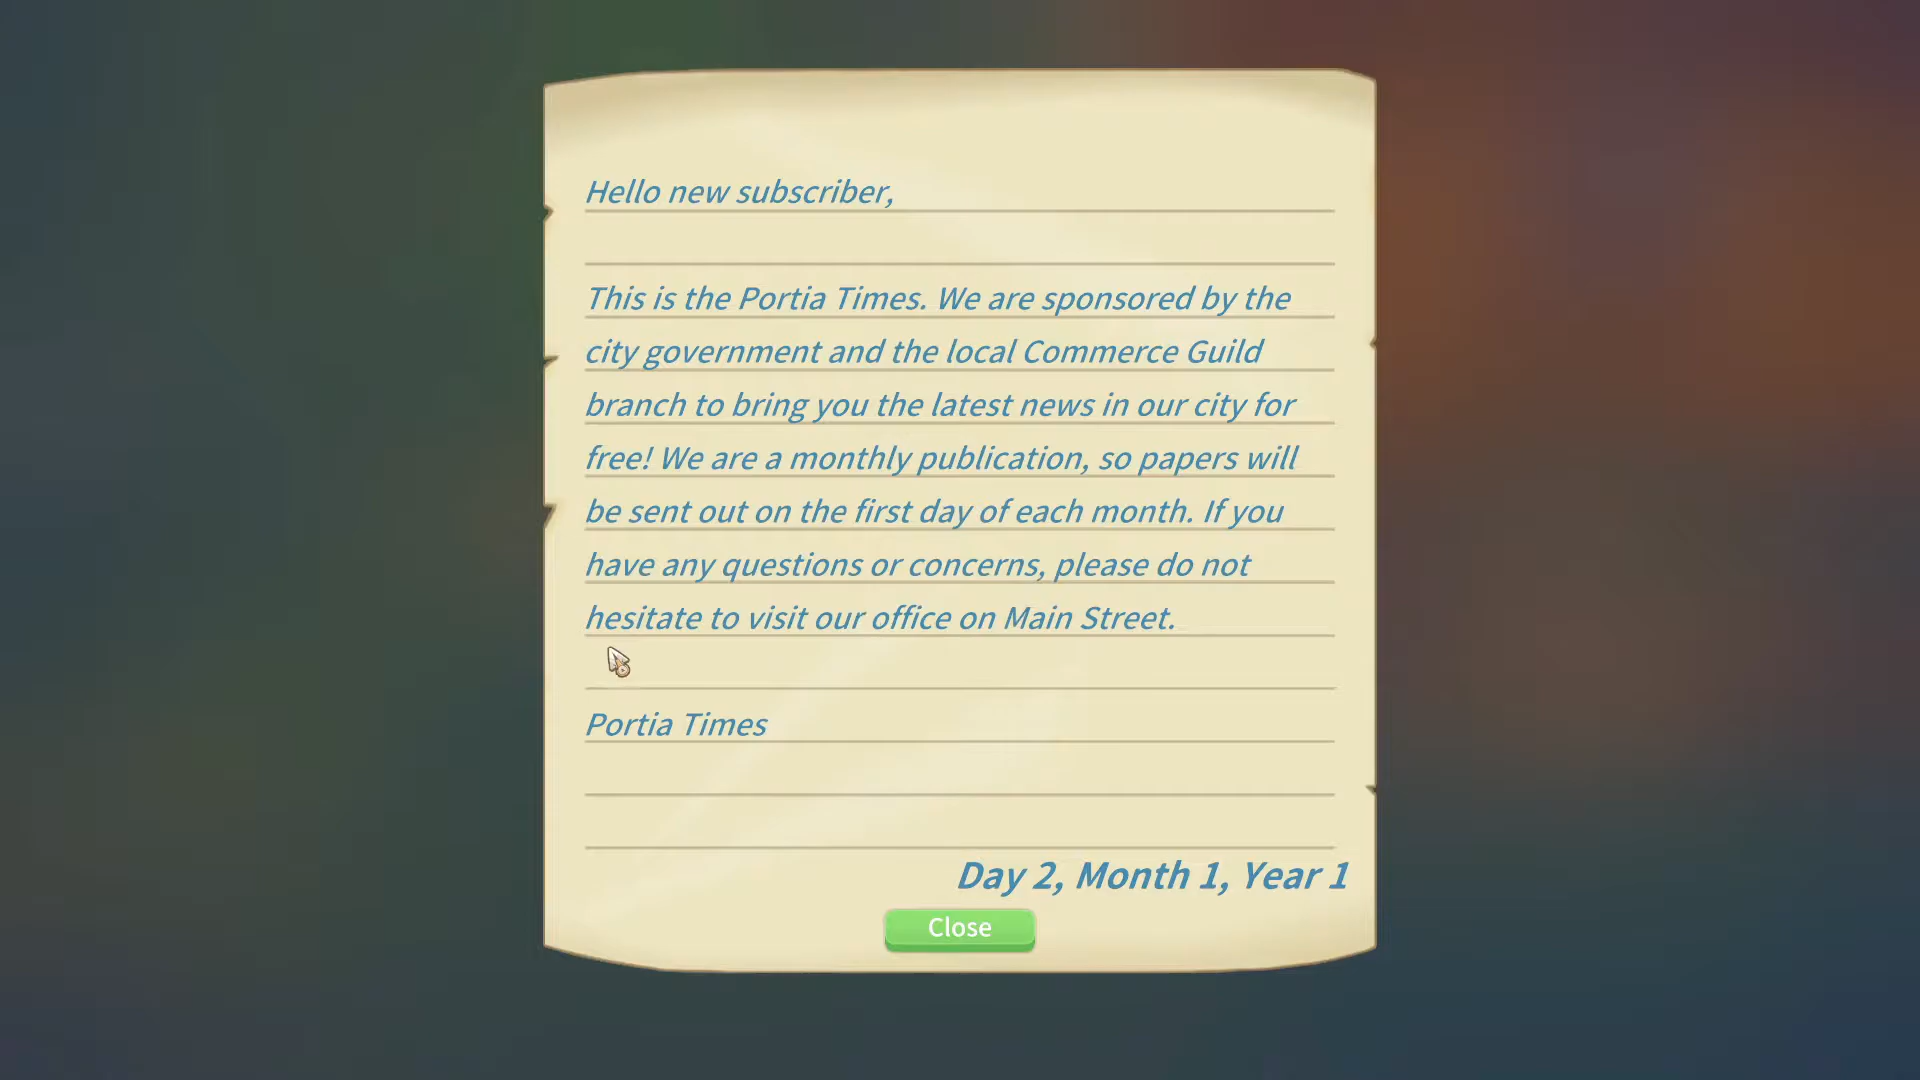 Hello new subscriber,
This is the Portia Times. We are sponsored by the
city government and the local Commerce Guild
branch to bring you the latest news in our city for
free! We are a monthly publication, so papers will
be sent out on the first day of each month. If you
have any questions or concerns, please do not
hesitate to visit our office on Main Street.
Portia Times
Day 2, Month 1, Year 1
Close